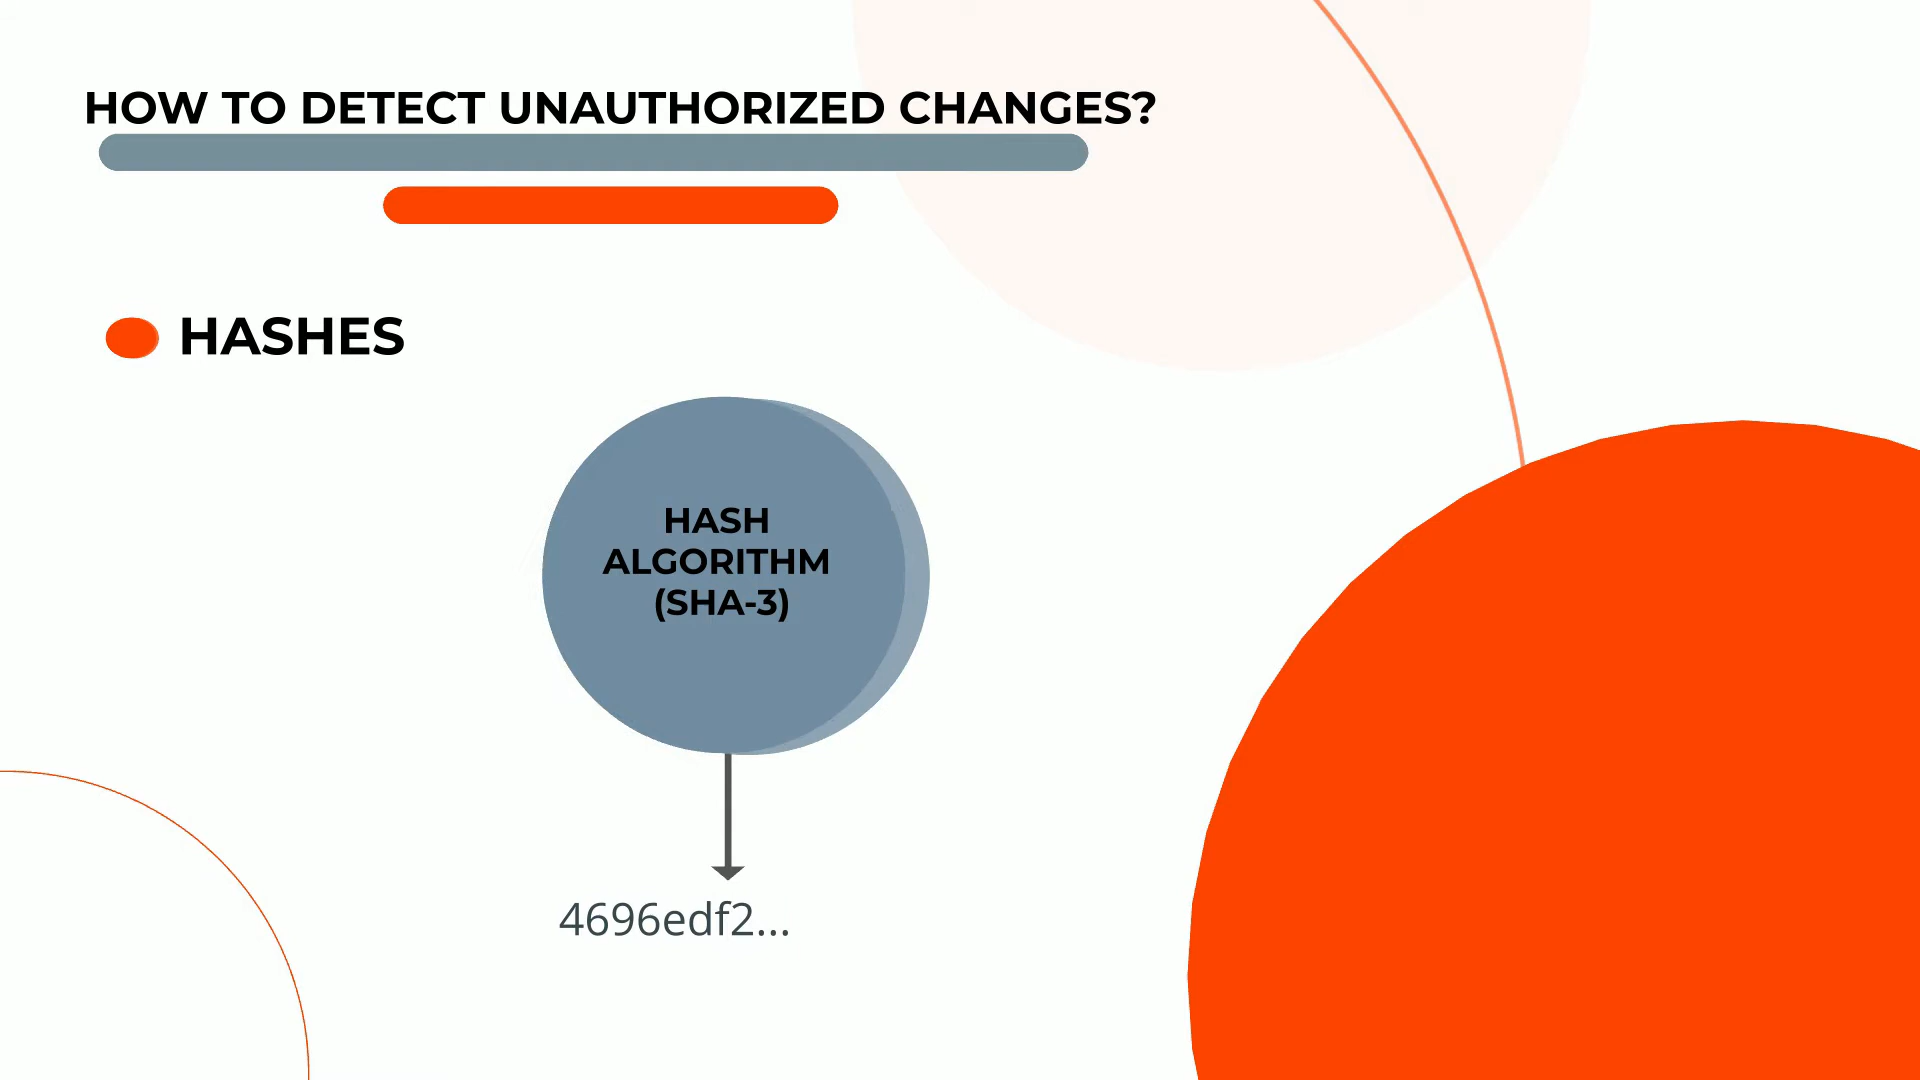 HOW TO DETECT UNAUTHORIZED CHANGES?
HASHES
HASH
ALGORITHM
(SHA-3)
4696edf2...